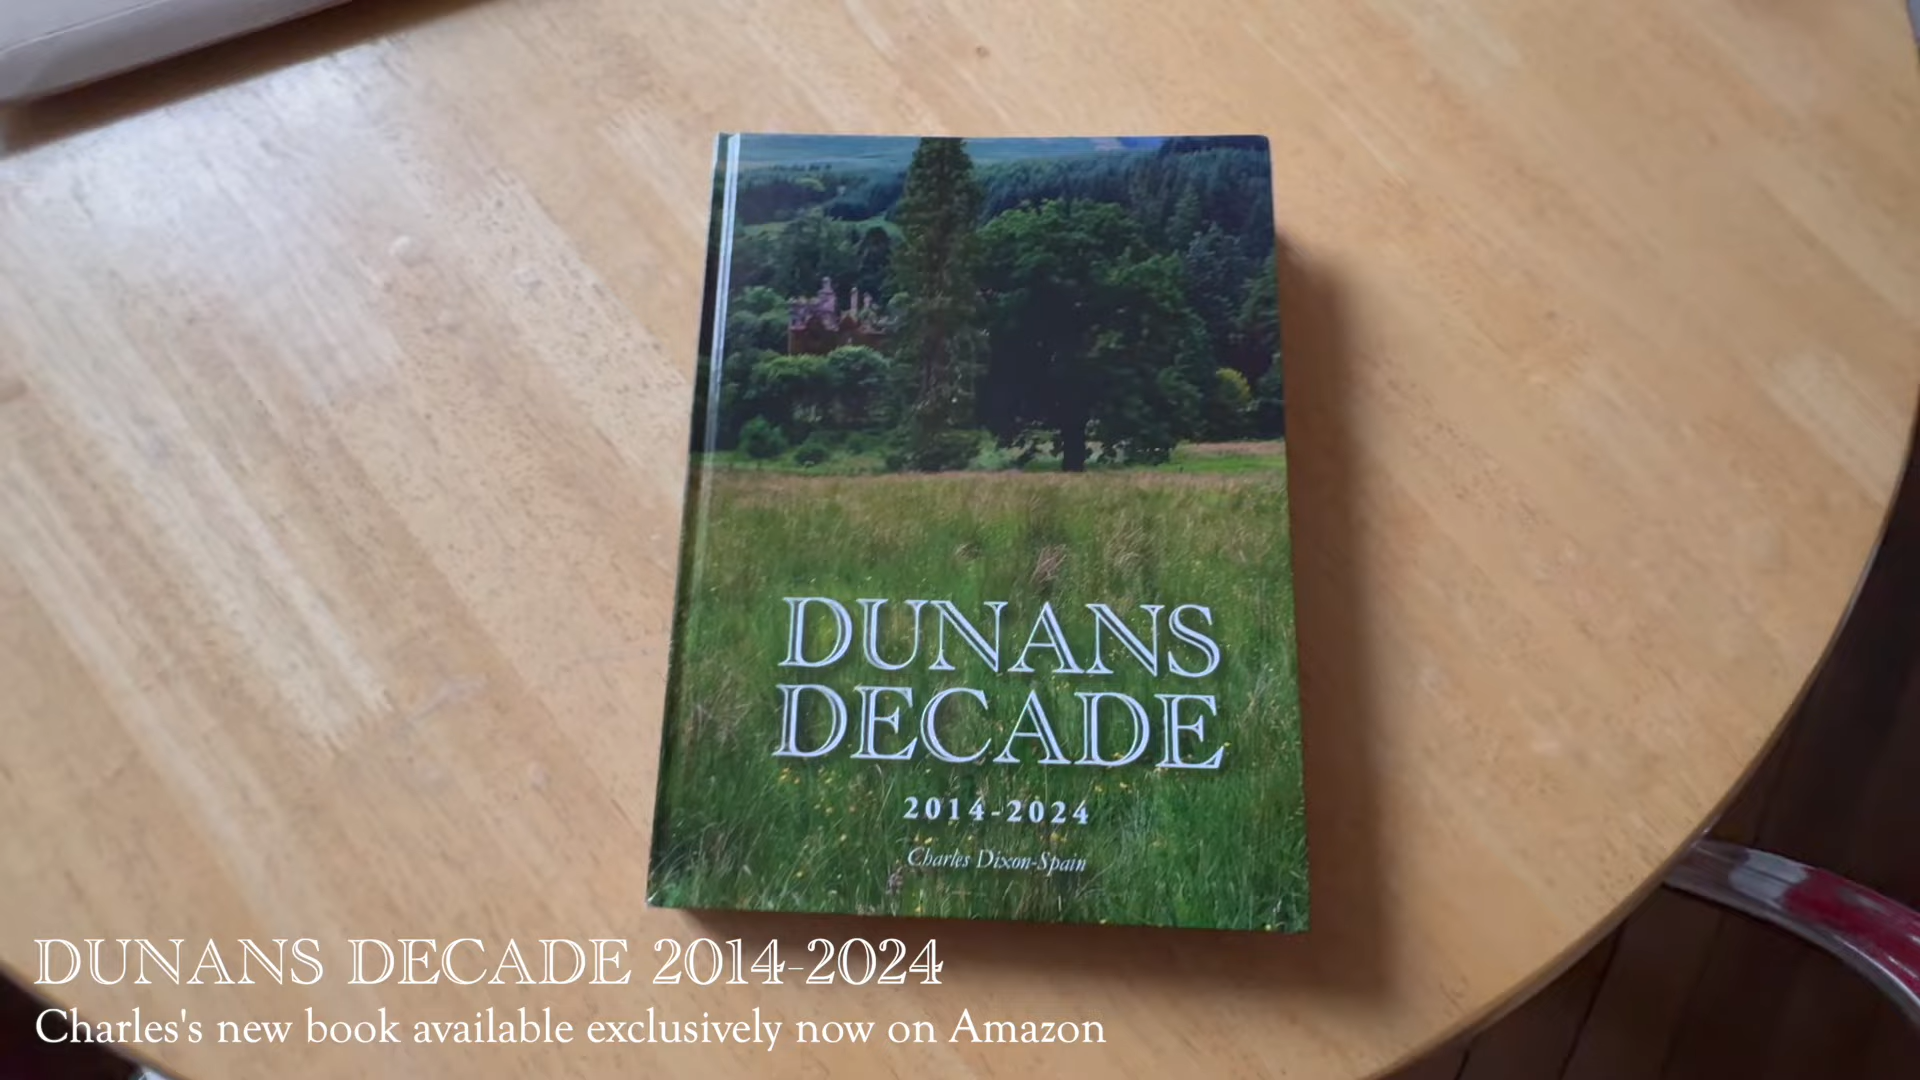 DUNANS
DECADE
2014-2024
Charles Dixon-Spain
DUNANS DECADE 2014-2024
Charles's new book available exclusively now on Amazon